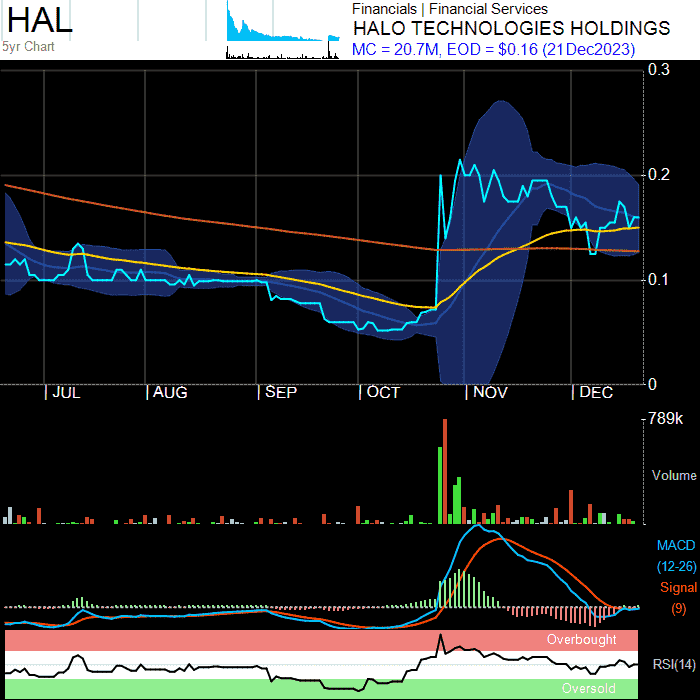 HAL
5yr Chart
Financials | Financial Services
HALO TECHNOLOGIES HOLDINGS
MC = 20.7M, EOD = $0.16 (21Dec2023)
0.3
0.2
0.1
0
| JUL | AUG | SEP | OCT | NOV | DEC
789k
Volume
MACD
(12-26)
Signal
(9)
Overbought
RSI(14)
Oversold